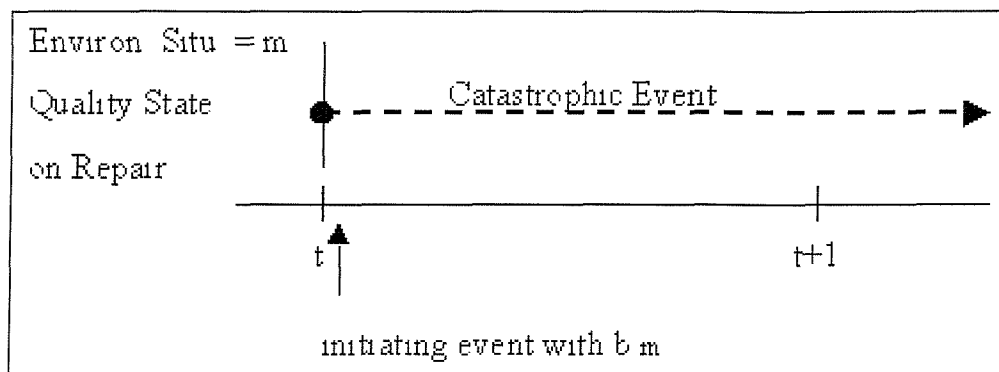 Environ Situ = m
Quality State
on Repair
Catastrophic Event
t
t+1
initiating event with b m